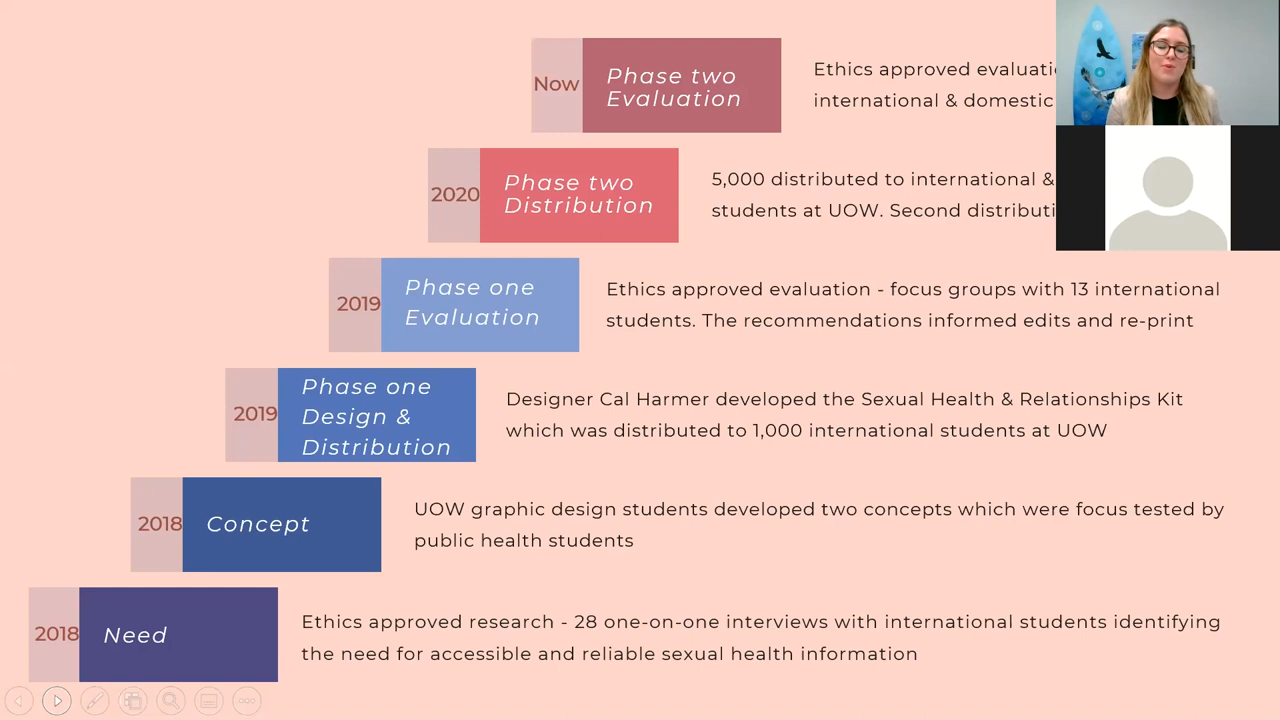 Now
Phase two
Evaluation
Ethics approved
international & domestic
2020
Phase two
Distribution
5,000 distributed to international &
students at UOW. Second
2019
Phase one
Evaluation
Ethics approved evaluation - focus groups with 13 international
students. The recommendations informed edits and re-print
2019
Phase one
Design &
Distribution
Designer Cal Harmer developed the Sexual Health & Relationships Kit
which was distributed to 1,000 international students at UOW
2018
Concept
UOW graphic design students developed two concepts which were focus tested by
public health students
2018
Need
Ethics approved research - 28 one-on-one interviews with international students identifying
the need for accessible and reliable sexual health information